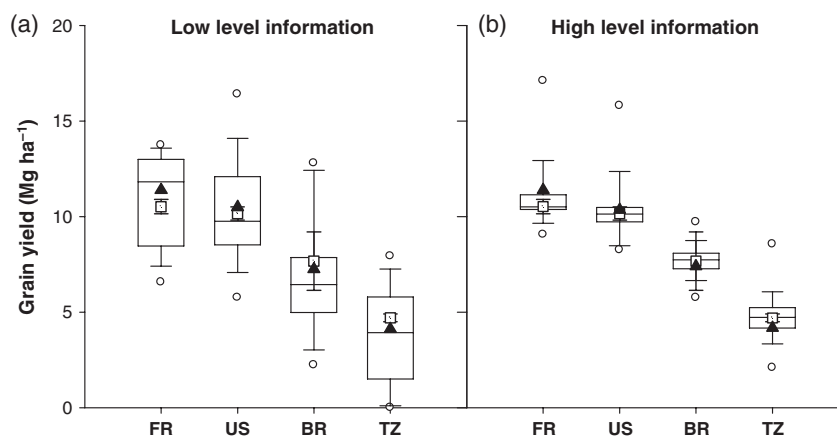 (a)
Low level information
(b)
High level information
Grain yield (Mg ha⁻¹)
20
15
10
5
0
FR US BR TZ
FR US BR TZ